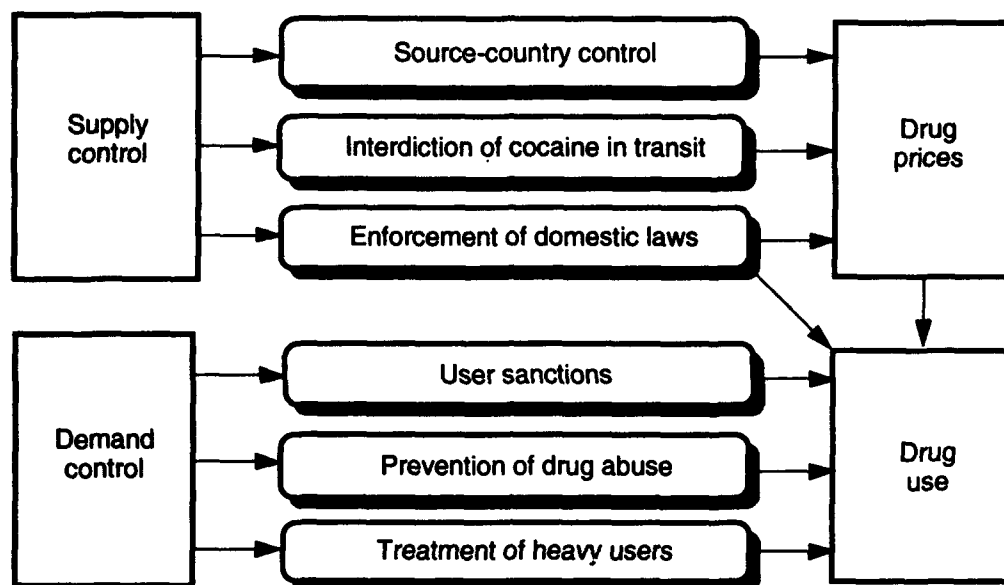 Source-country control
Supply
control
Interdiction of cocaine in transit
Drug
prices
Enforcement of domestic laws
User sanctions
Demand
control
Prevention of drug abuse
Drug
use
Treatment of heavy users